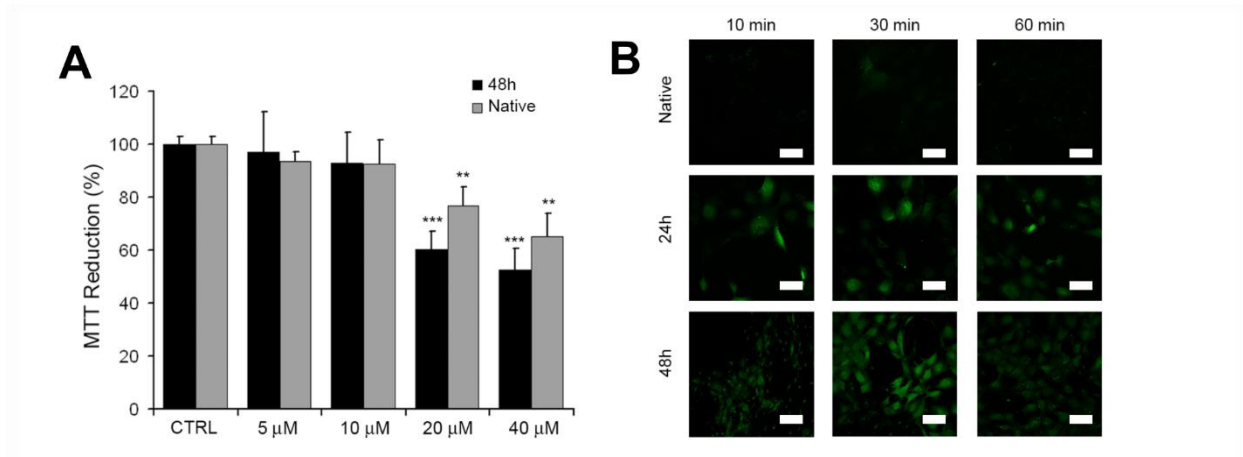 A
48h
Native
120
100
80
60
40
20
0
MTT Reduction (%)
***
**
***
**
CTRL
5 μM
10 μM
20 μM
40 μM
B
10 min
30 min
60 min
Native
24h
48h